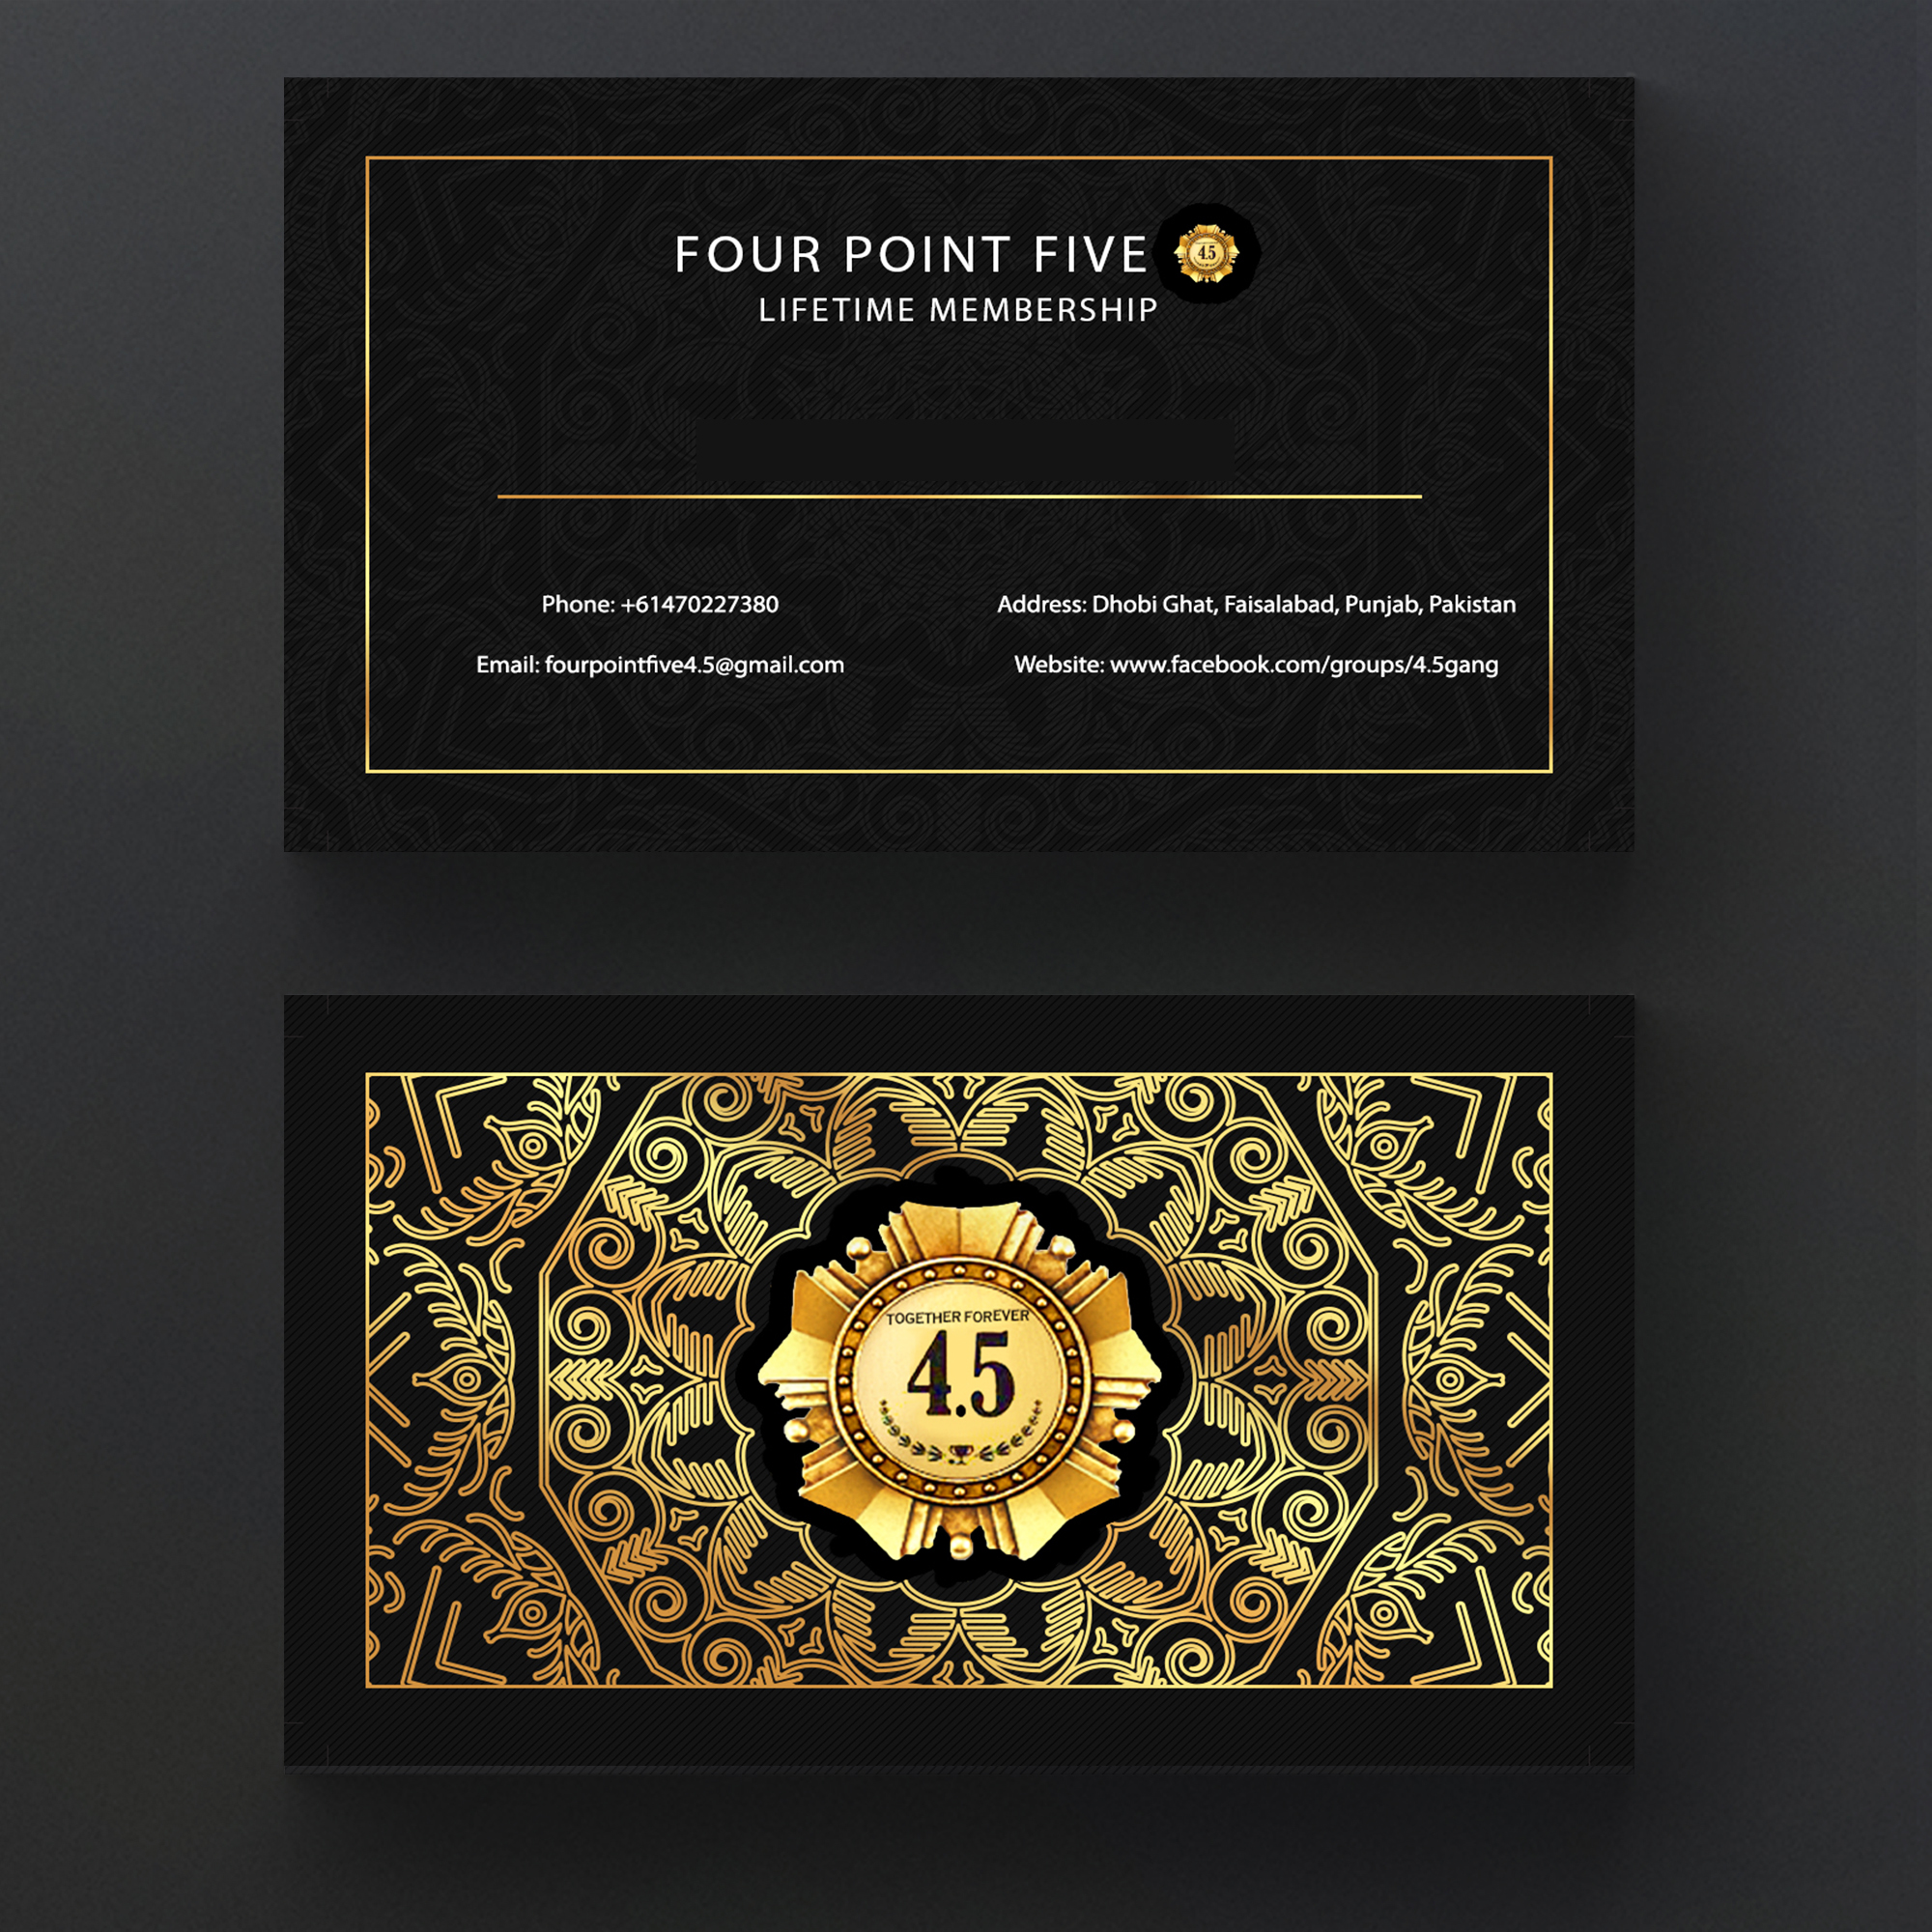 FOUR POINT FIVE
4.5
LIFETIME MEMBERSHIP
Phone: +61470227380
Address: Dhobi Ghat, Faisalabad, Punjab, Pakistan
Email: fourpointfive4.5@gmail.com
Website: www.facebook.com/groups/4.5gang
TOGETHER FOREVER
4.5